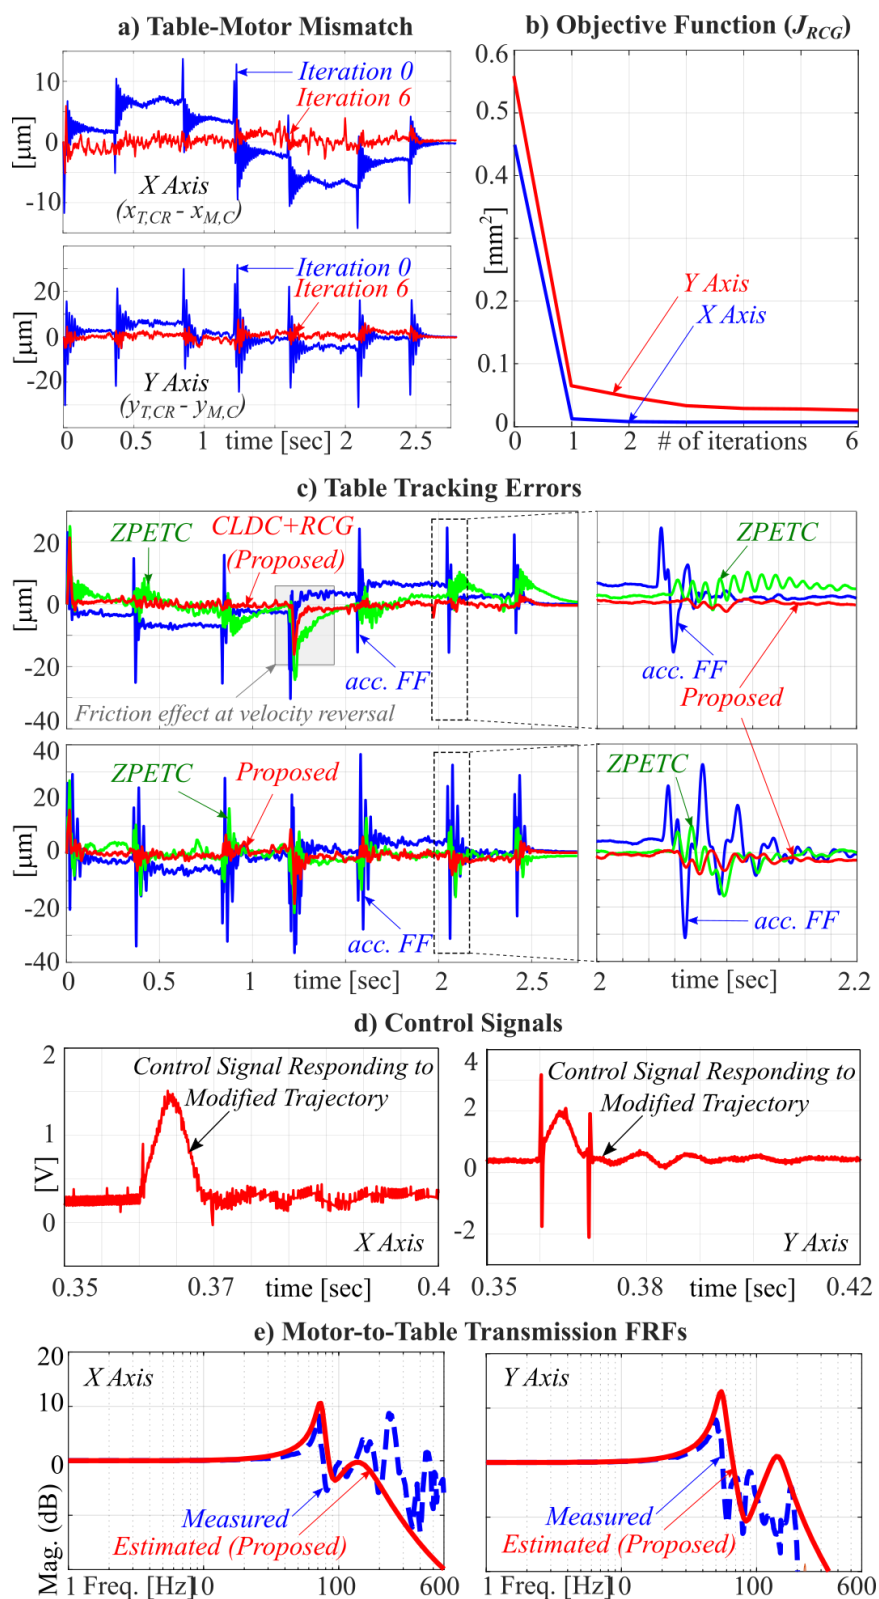 a) Table-Motor Mismatch
10
0
-10
[µm]
Iteration 0
Iteration 6
X Axis
(xT,CR - xM,C)
20
0
-20
[µm]
Iteration 0
Iteration 6
Y Axis
(yT,CR - yM,C)
0
0.5
1
time [sec]
2
2.5
b) Objective Function (JRCG)
0.6
0.5
0.4
[mm2]
0.6
0.1
0
Y Axis
X Axis
0
1
2
# of iterations
6
c) Table Tracking Errors
20
0
-20
-40
[µm]
ZPETC
CLDC+RCG
(Proposed)
acc. FF
Friction effect at velocity reversal
ZPETC
acc. FF
Proposed
40
20
0
-20
-40
[µm]
ZPETC
Proposed
acc. FF
ZPETC
acc. FF
0
0.5
1
time [sec]
2
2.5
2
time [sec]
2.2
d) Control Signals
2
1
0
[V]
Control Signal Responding to
Modified Trajectory
X Axis
0.35
0.37
time [sec]
0.4
4
2
0
-2
Control Signal Responding to
Modified Trajectory
Y Axis
0.35
0.38
time [sec]
0.42
e) Motor-to-Table Transmission FRFs
20
10
0
-10
Mag. (dB)
X Axis
Measured
Estimated (Proposed)
1 Freq. [Hz]
10
100
600
Y Axis
Measured
Estimated (Proposed)
1 Freq. [Hz]
10
100
600